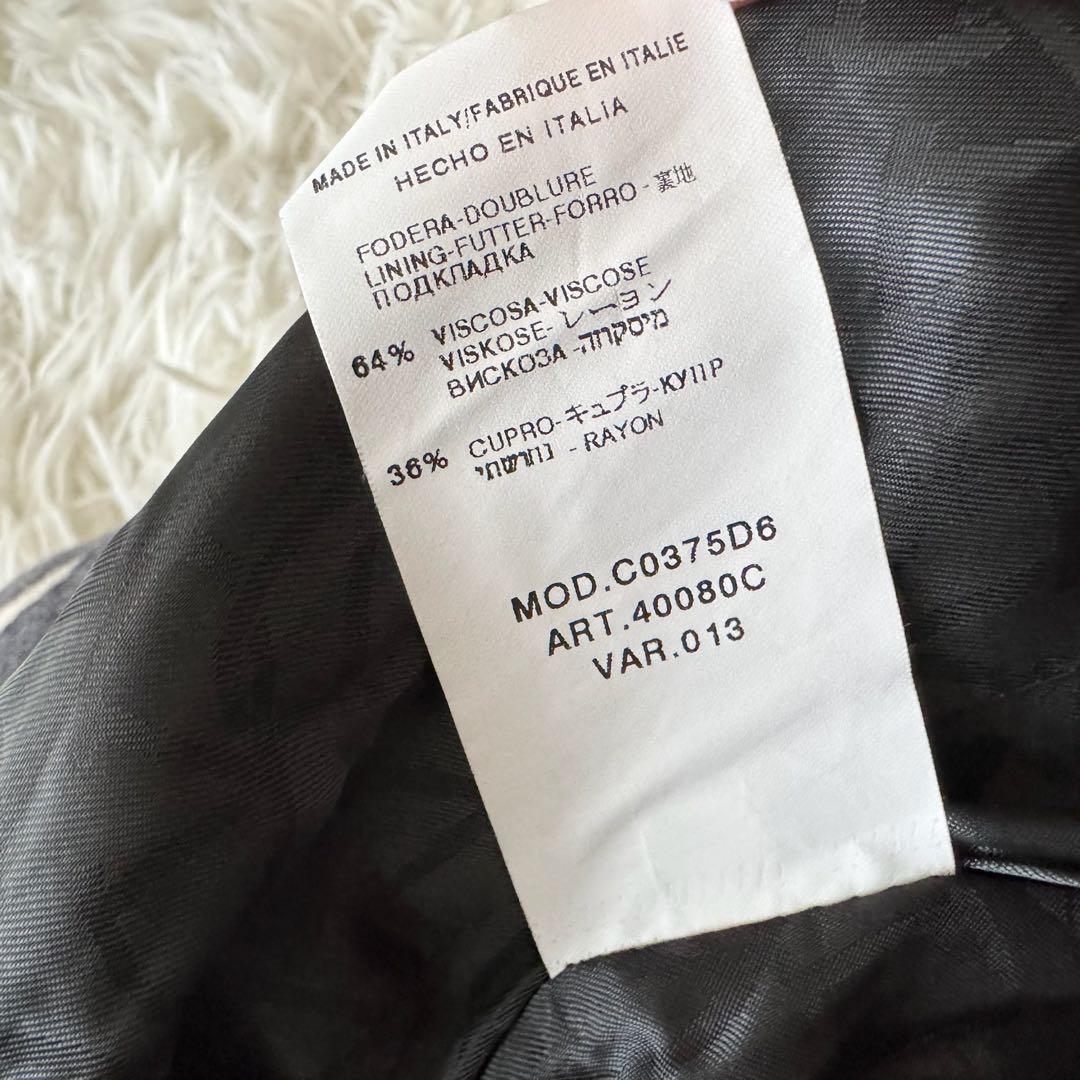 MADE IN ITALY/FABRIQUE EN ITALIE
HECHO EN ITALIA
FODERA-DOUBLURE
LINING-FUTTER-FORRO - 裏地
ПОДКЛАДКА
64% VISCOSA-VISCOSE
VISKOSE-レーヨン
ВИСКОЗА -מיסקוזה
36% CUPRO-キュプラ-КУПР
נחושתי - RAYON
MOD.C0375D6
ART.40080C
VAR.013